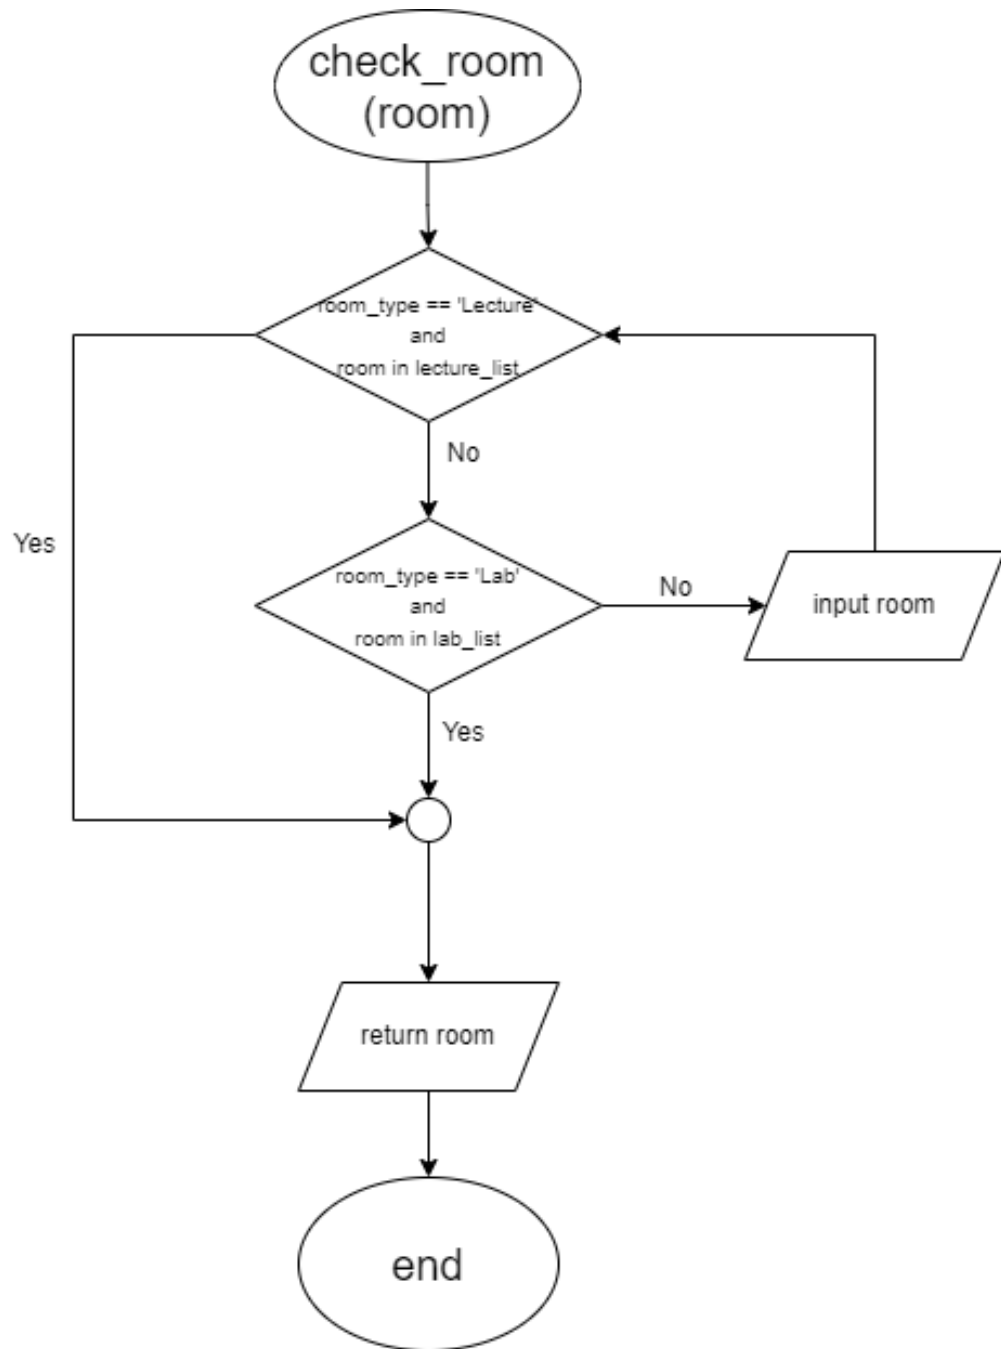 check_room
(room)
room_type == 'Lecture'
and
room in lecture_list
No
Yes
room_type == 'Lab'
and
room in lab_list
No
input room
Yes
return room
end